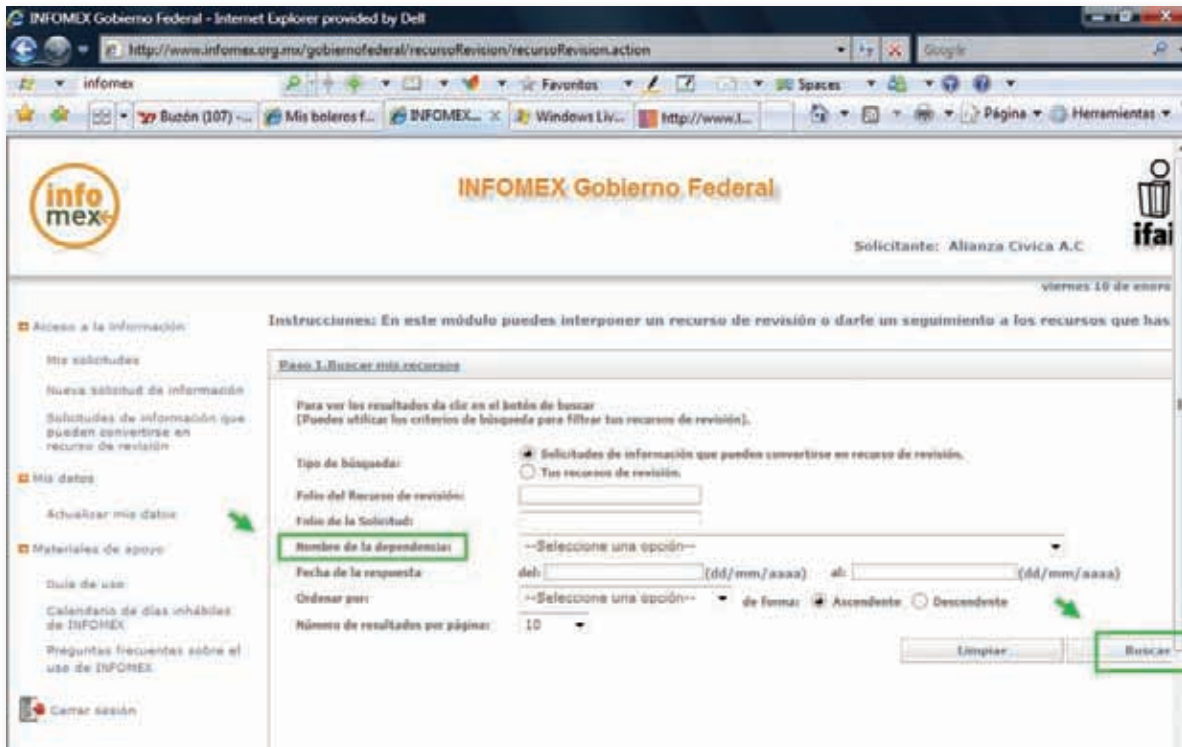 INFOMEX Gobierno Federal - Internet Explorer provided by Dell
http://www.infomex.org.mx/gobiernofederal/recursoRevision/recursoRevision.action
Google
infomex
Favoritos
Spaces
Buzón (107) -...
Mis boleros f...
INFOMEX...
Windows Liv...
http://www.l...
Página
Herramientas
info
mex
INFOMEX Gobierno Federal
ifai
Solicitante: Alianza Civica A.C
viernes 18 de enero
Instrucciones: En este módulo puedes interponer un recurso de revisión o darle un seguimiento a los recursos que has
Acceso a la información
Mis solicitudes
Nueva solicitud de información
Solicitudes de información que
pueden convertirse en
recurso de revisión
Mis datos
Actualizar mis datos
Materiales de apoyo
Guía de uso
Calendario de días inhábiles
de INFOMEX
Preguntas frecuentes sobre el
uso de INFOMEX
Cerrar sesión
Paso 1.Buscar mis recursos
Para ver los resultados da clic en el botón de buscar
(Puedes utilizar los criterios de búsqueda para filtrar tus recursos de revisión).
Tipo de búsqueda:
Solicitudes de información que pueden convertirse en recurso de revisión.
Tus recursos de revisión.
Folio del Recurso de revisión:
Folio de la Solicitud:
Nombre de la dependencia: --Seleccione una opción--
Fecha de la respuesta del: (dd/mm/aaaa) al: (dd/mm/aaaa)
Ordenar por: --Seleccione una opción-- de forma: Ascendente Descendente
Número de resultados por página: 10
Limpiar Buscar